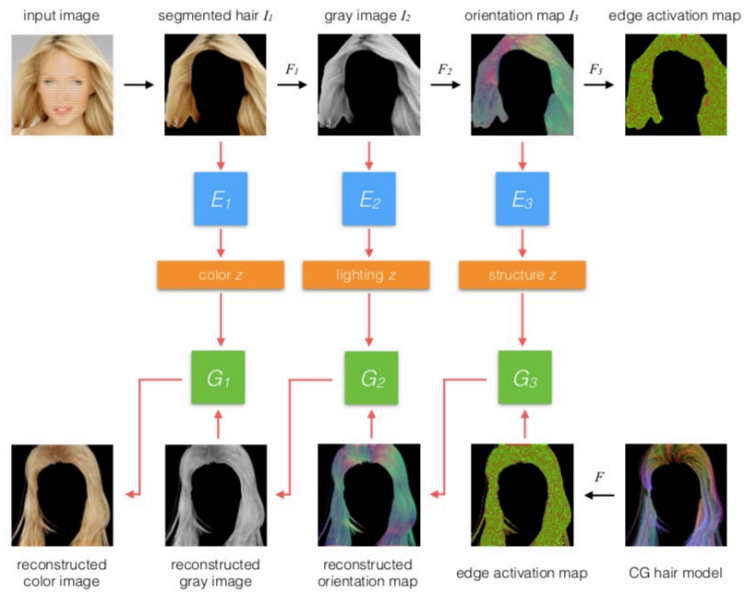 input image
segmented hair I1
gray image I2
orientation map I3
edge activation map
F1
F2
F3
E1
E2
E3
color z
lighting z
structure z
G1
G2
G3
F
reconstructed
color image
reconstructed
gray image
reconstructed
orientation map
edge activation map
CG hair model